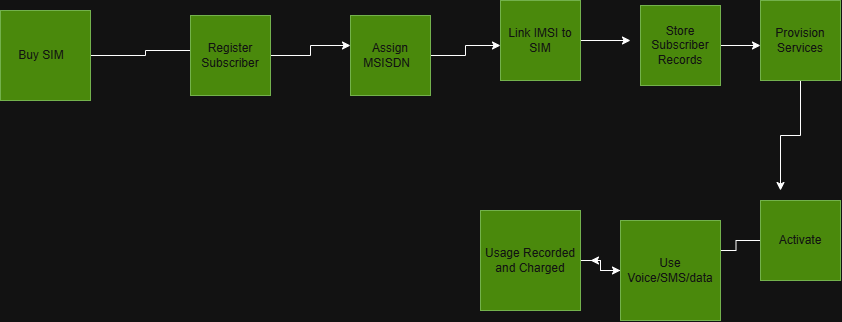 Buy SIM
Register
Subscriber
Assign
MSISDN
Link IMSI to
SIM
Store
Subscriber
Records
Provision
Services
Usage Recorded
and Charged
Use
Voice/SMS/data
Activate